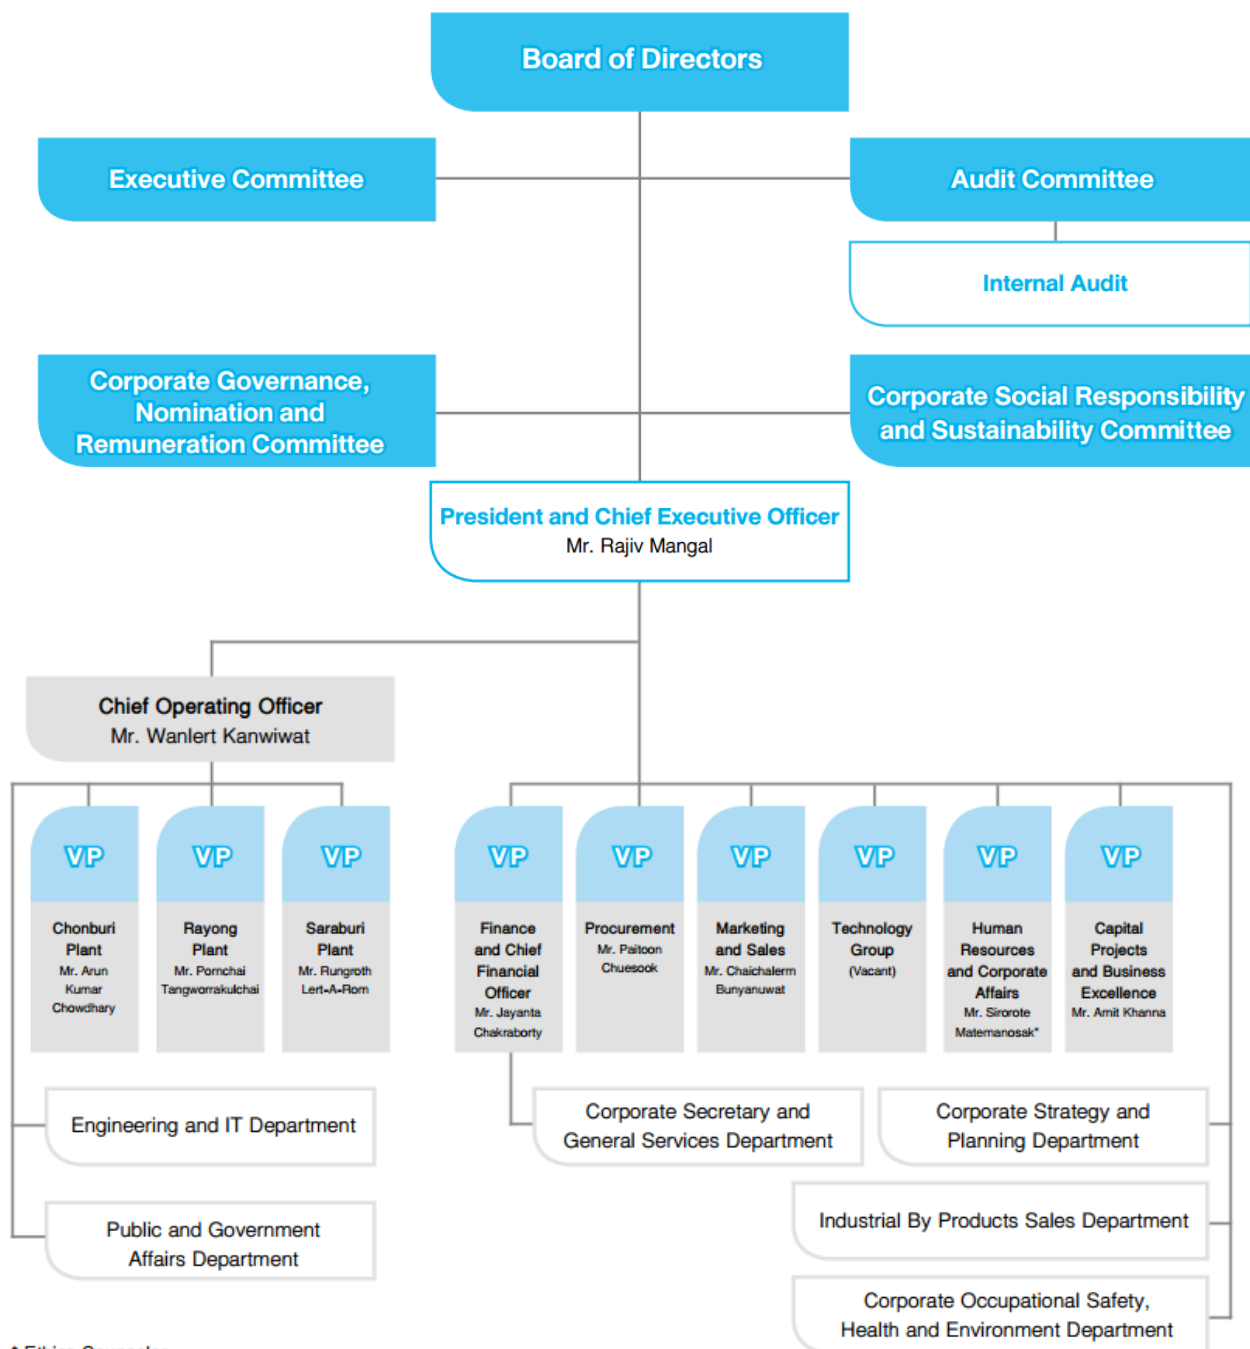 Board of Directors
Executive Committee
Audit Committee
Internal Audit
Corporate Governance,
Nomination and
Remuneration Committee
Corporate Social Responsibility
and Sustainability Committee
President and Chief Executive Officer
Mr. Rajiv Mangal
Chief Operating Officer
Mr. Wanlert Kanwiwat
VP
Chonburi
Plant
Mr. Arun
Kumar
Chowdhary
VP
Rayong
Plant
Mr. Pornchai
Tangworrakulchai
VP
Saraburi
Plant
Mr. Rungroth
Lert-A-Rom
VP
Finance
and Chief
Financial
Officer
Mr. Jayanta
Chakraborty
VP
Procurement
Mr. Paitoon
Chuesook
VP
Marketing
and Sales
Mr. Chaichalerm
Bunyanuwat
VP
Technology
Group
(Vacant)
VP
Human
Resources
and Corporate
Affairs
Mr. Sirorote
Matemanosak*
VP
Capital
Projects
and Business
Excellence
Mr. Amit Khanna
Engineering and IT Department
Public and Government
Affairs Department
Corporate Secretary and
General Services Department
Corporate Strategy and
Planning Department
Industrial By Products Sales Department
Corporate Occupational Safety,
Health and Environment Department